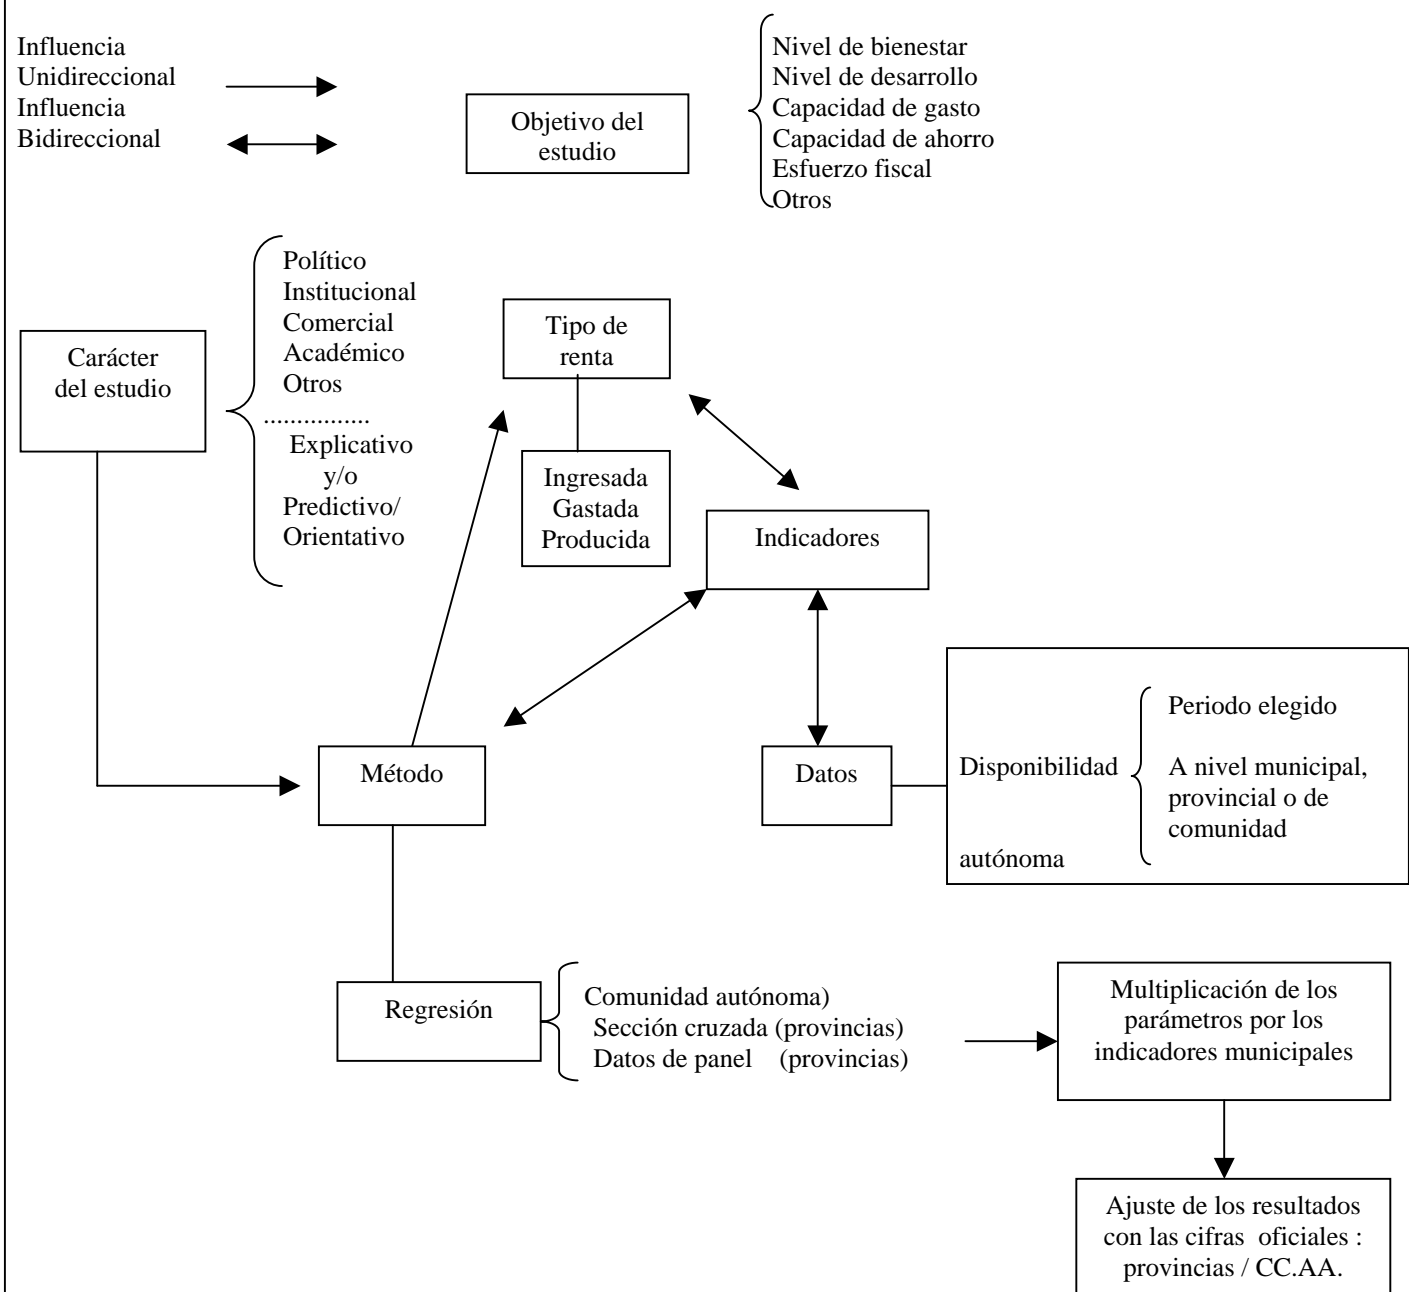 Influencia
Unidireccional
Influencia
Bidireccional
Objetivo del
estudio
Nivel de bienestar
Nivel de desarrollo
Capacidad de gasto
Capacidad de ahorro
Esfuerzo fiscal
Otros
Carácter
del estudio
Político
Institucional
Comercial
Académico
Otros
................
Explicativo
y/o
Predictivo/
Orientativo
Tipo de
renta
Ingresada
Gastada
Producida
Indicadores
Método
Datos
Disponibilidad
Periodo elegido
A nivel municipal,
provincial o de
comunidad
autónoma
Regresión
Comunidad autónoma)
Sección cruzada (provincias)
Datos de panel (provincias)
Multiplicación de los
parámetros por los
indicadores municipales
Ajuste de los resultados
con las cifras oficiales :
provincias / CC.AA.